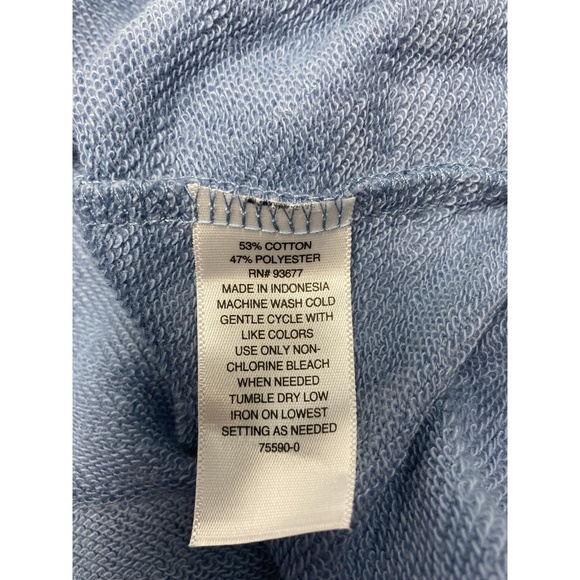 53% COTTON
47% POLYESTER
RN# 93677
MADE IN INDONESIA
MACHINE WASH COLD
GENTLE CYCLE WITH
LIKE COLORS
USE ONLY NON-
CHLORINE BLEACH
WHEN NEEDED
TUMBLE DRY LOW
IRON ON LOWEST
SETTING AS NEEDED
75590-0